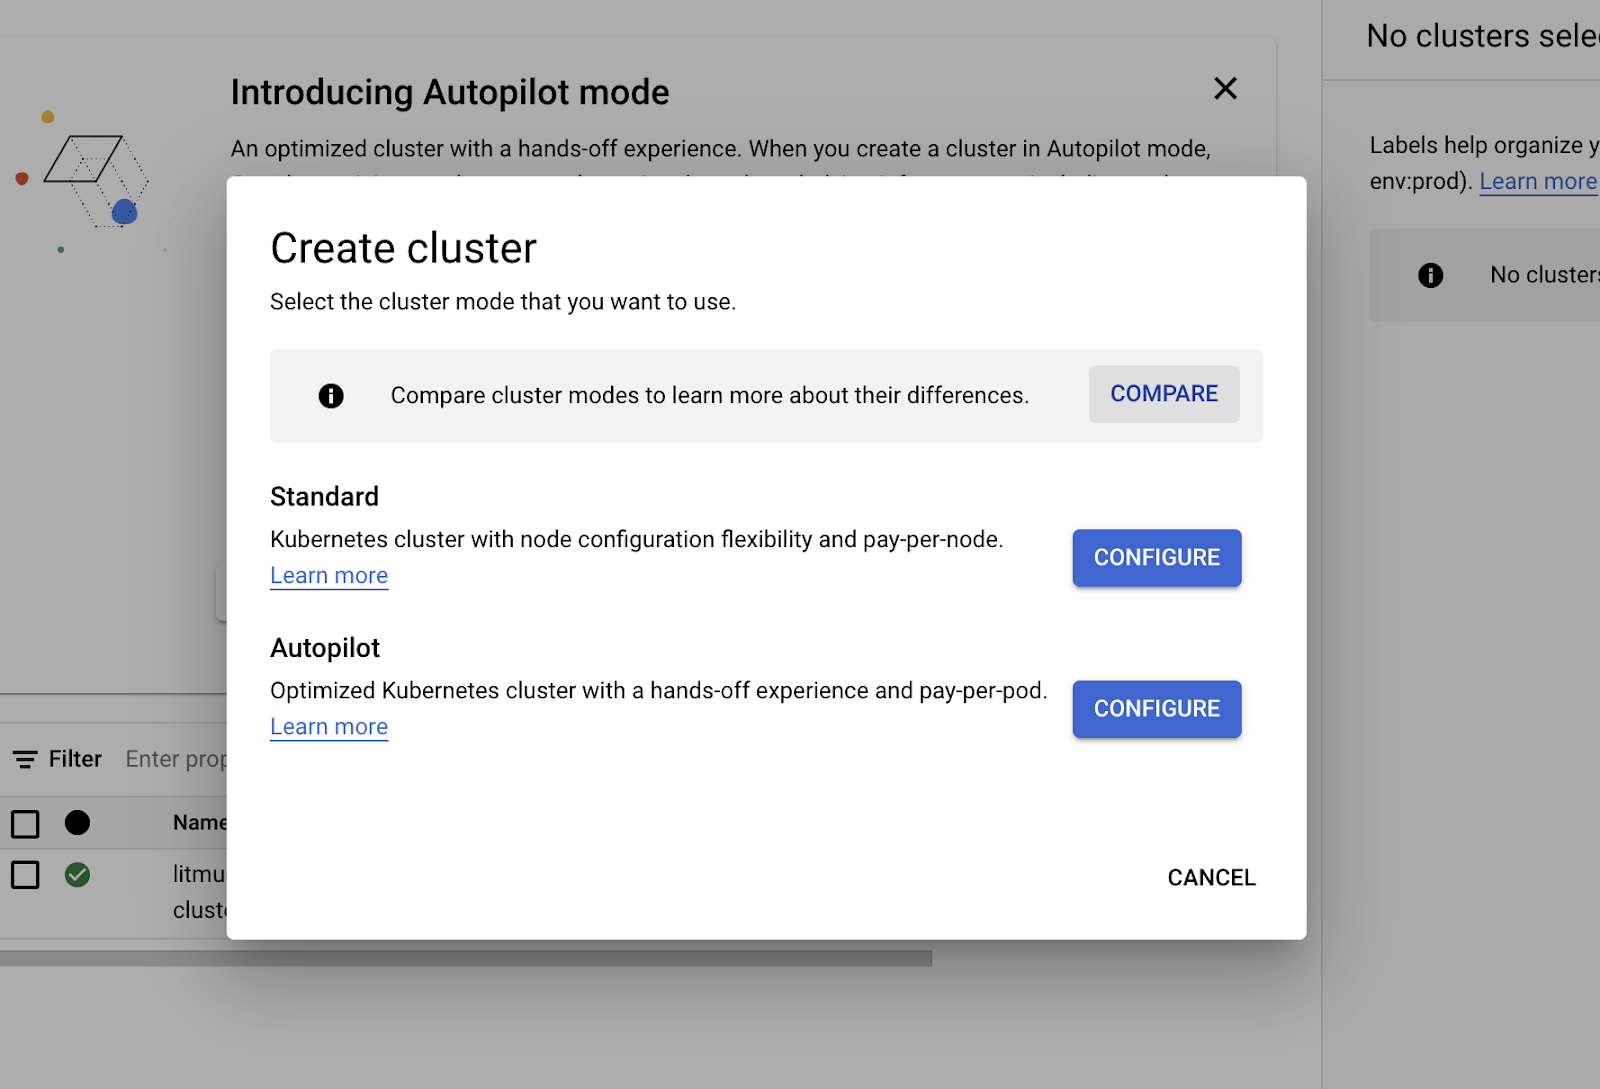 No clusters
Introducing Autopilot mode
An optimized cluster with a hands-off experience. When you create a cluster in Autopilot mode,
Labels help organize
env:prod). Learn more
No clusters
Create cluster
Select the cluster mode that you want to use.
Compare cluster modes to learn more about their differences.
COMPARE
Standard
Kubernetes cluster with node configuration flexibility and pay-per-node.
Learn more
CONFIGURE
Autopilot
Optimized Kubernetes cluster with a hands-off experience and pay-per-pod.
Learn more
CONFIGURE
Filter
Enter
Name
CANCEL